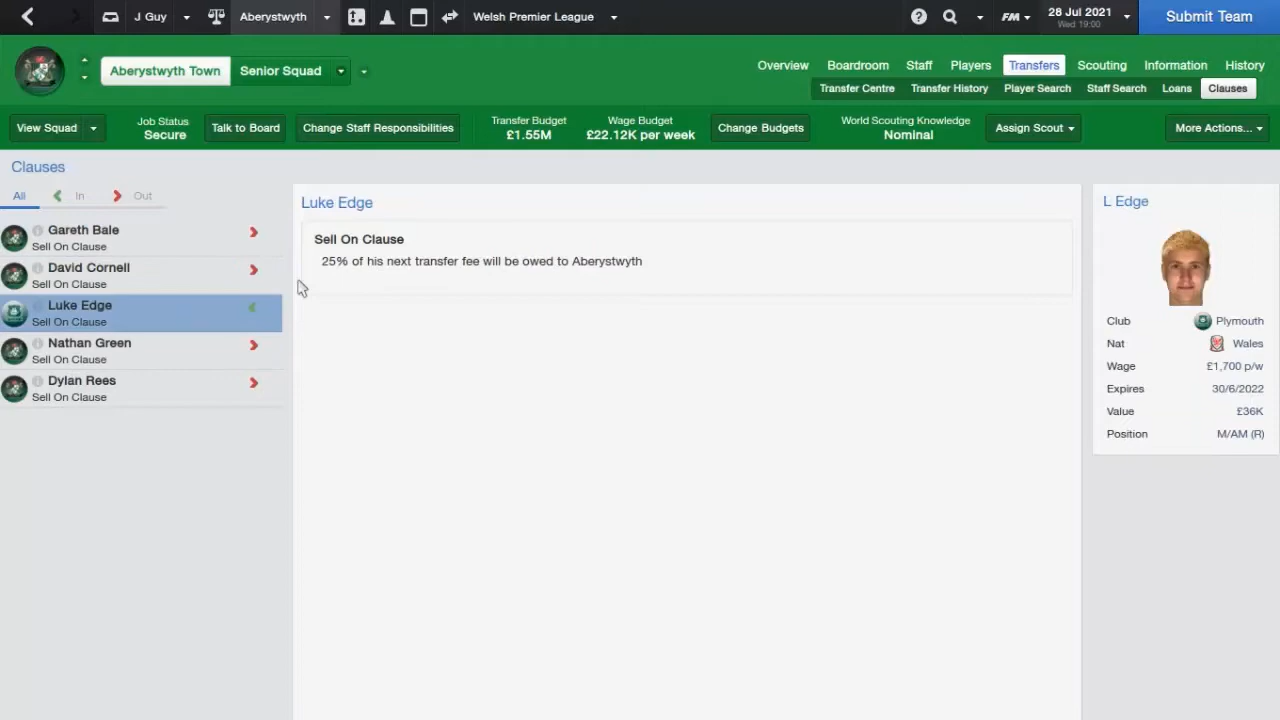 J Guy
Aberystwyth
Welsh Premier League
FM
28 Jul 2021
Wed 19:00
Submit Team
Aberystwyth Town
Senior Squad
Overview
Boardroom
Staff
Players
Transfers
Scouting
Information
History
Transfer Centre
Transfer History
Player Search
Staff Search
Loans
Clauses
View Squad
Job Status
Secure
Talk to Board
Change Staff Responsibilities
Transfer Budget
£1.55M
Wage Budget
£22.12K per week
Change Budgets
World Scouting Knowledge
Nominal
Assign Scout
More Actions...
Clauses
All
In
Out
Gareth Bale
Sell On Clause
David Cornell
Sell On Clause
Luke Edge
Sell On Clause
Nathan Green
Sell On Clause
Dylan Rees
Sell On Clause
Luke Edge
Sell On Clause
25% of his next transfer fee will be owed to Aberystwyth
L Edge
Club Plymouth
Nat Wales
Wage £1,700 p/w
Expires 30/6/2022
Value £36K
Position M/AM (R)